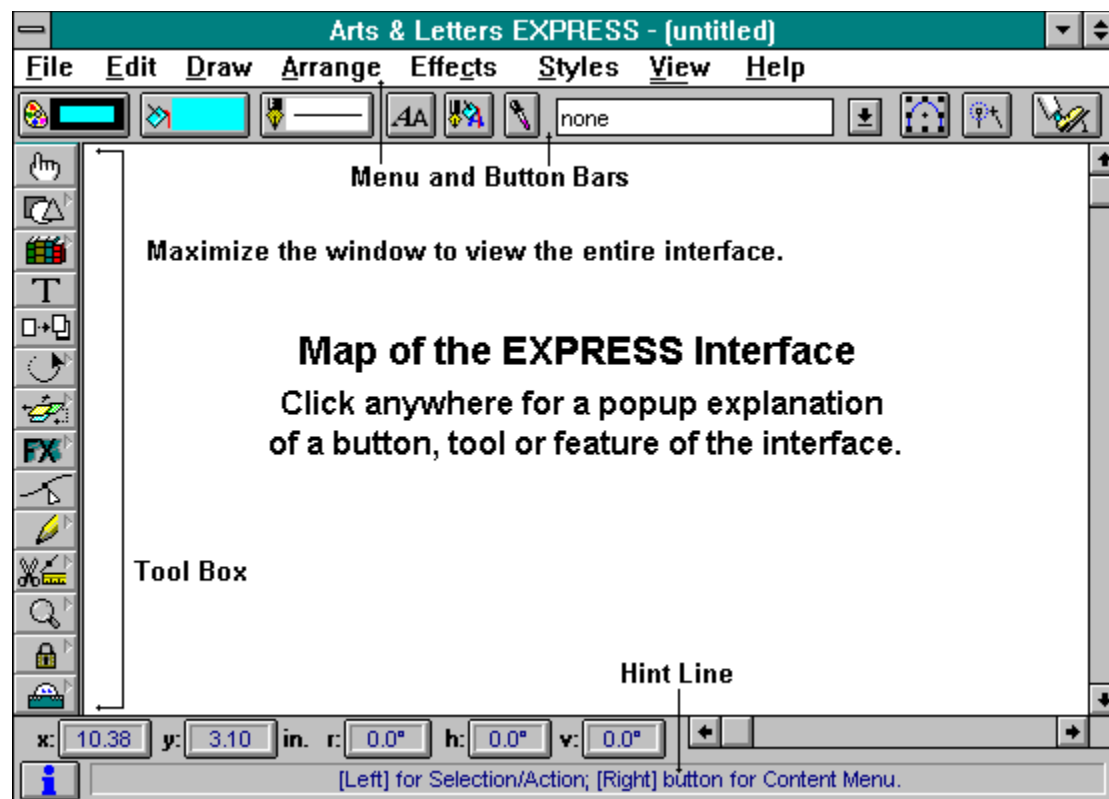 Arts & Letters EXPRESS - (untitled)
File Edit Draw Arrange Effects Styles View Help
AA none
Menu and Button Bars
Maximize the window to view the entire interface.
T
Map of the EXPRESS Interface
Click anywhere for a popup explanation
of a button, tool or feature of the interface.
FX
Tool Box
Hint Line
x: 10.38 y: 3.10 in. r: 0.0° h: 0.0° v: 0.0°
i [Left] for Selection/Action; [Right] button for Content Menu.